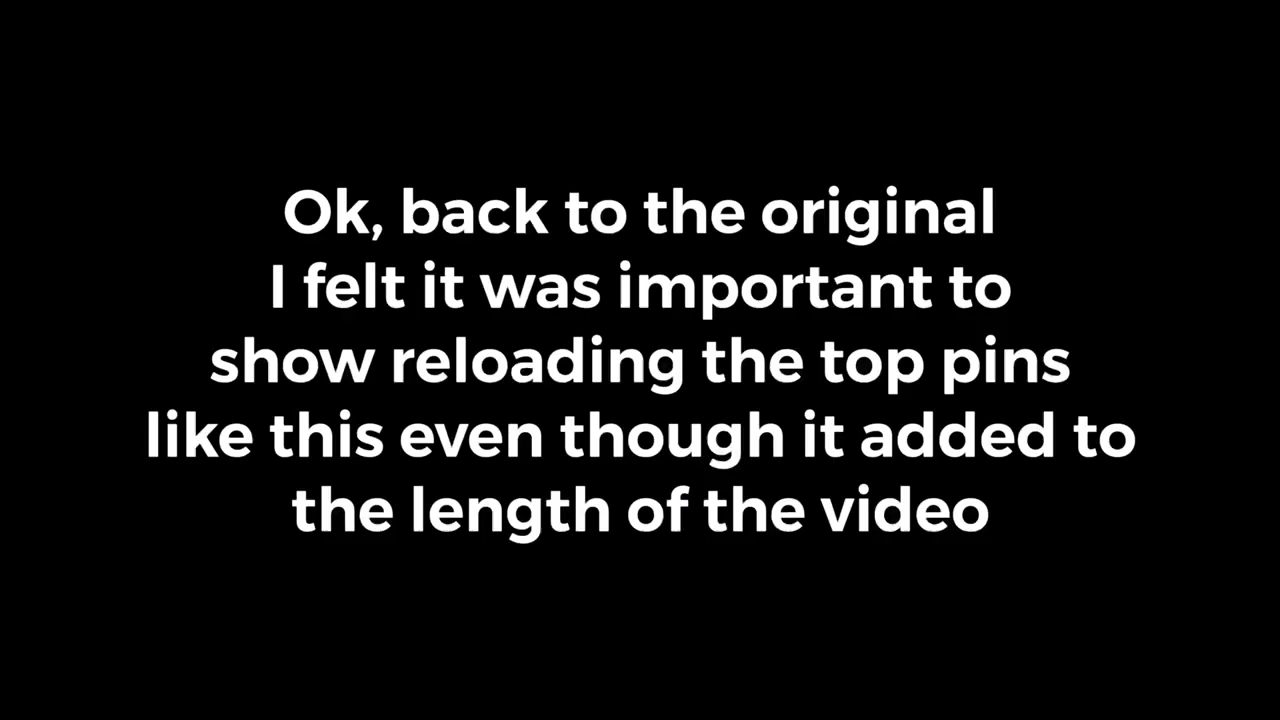 Ok, back to the original
I felt it was important to
show reloading the top pins
like this even though it added to
the length of the video